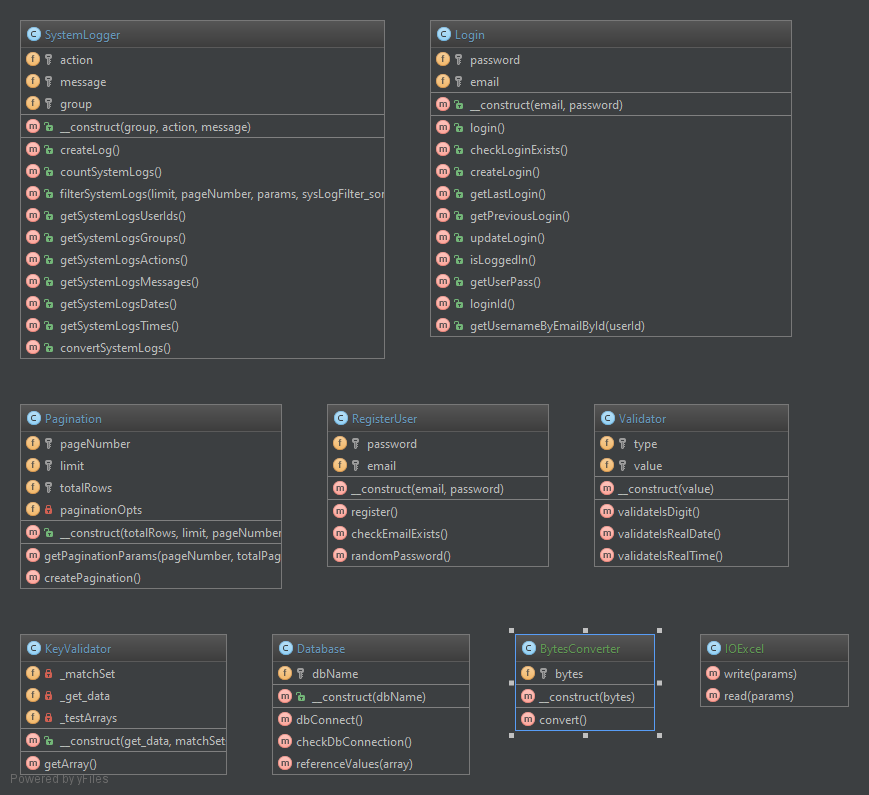 SystemLogger
action
message
group
__construct(group, action, message)
createLog()
countSystemLogs()
filterSystemLogs(limit, pageNumber, params, sysLogFilter_sor
getSystemLogsUserIds()
getSystemLogsGroups()
getSystemLogsActions()
getSystemLogsMessages()
getSystemLogsDates()
getSystemLogsTimes()
convertSystemLogs()
Login
password
email
__construct(email, password)
login()
checkLoginExists()
createLogin()
getLastLogin()
getPreviousLogin()
updateLogin()
isLoggedIn()
getUserPass()
loginId()
getUsernameByEmailById(userId)
Pagination
pageNumber
limit
totalRows
paginationOpts
__construct(totalRows, limit, pageNumber
getPaginationParams(pageNumber, totalPag
createPagination()
RegisterUser
password
email
__construct(email, password)
register()
checkEmailExists()
randomPassword()
Validator
type
value
__construct(value)
validateIsDigit()
validateIsRealDate()
validateIsRealTime()
KeyValidator
_matchSet
_get_data
_testArrays
__construct(get_data, matchSet
getArray()
Database
dbName
__construct(dbName)
dbConnect()
checkDbConnection()
referenceValues(array)
BytesConverter
bytes
__construct(bytes)
convert()
IOExcel
write(params)
read(params)
Powered by yFiles